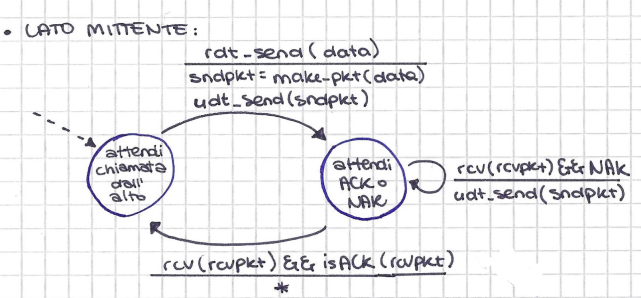 • LATO MITTENTE:
rdt_send(data)
sndpkt = make_pkt(data)
udt_send(sndpkt)
attendi
chiamata
dall'
alto
attendi
ACK o
NAK
rcv(rcvpkt) && NAK
udt_send(sndpkt)
rcv(rcvpkt) && isACK(rcvpkt)
*